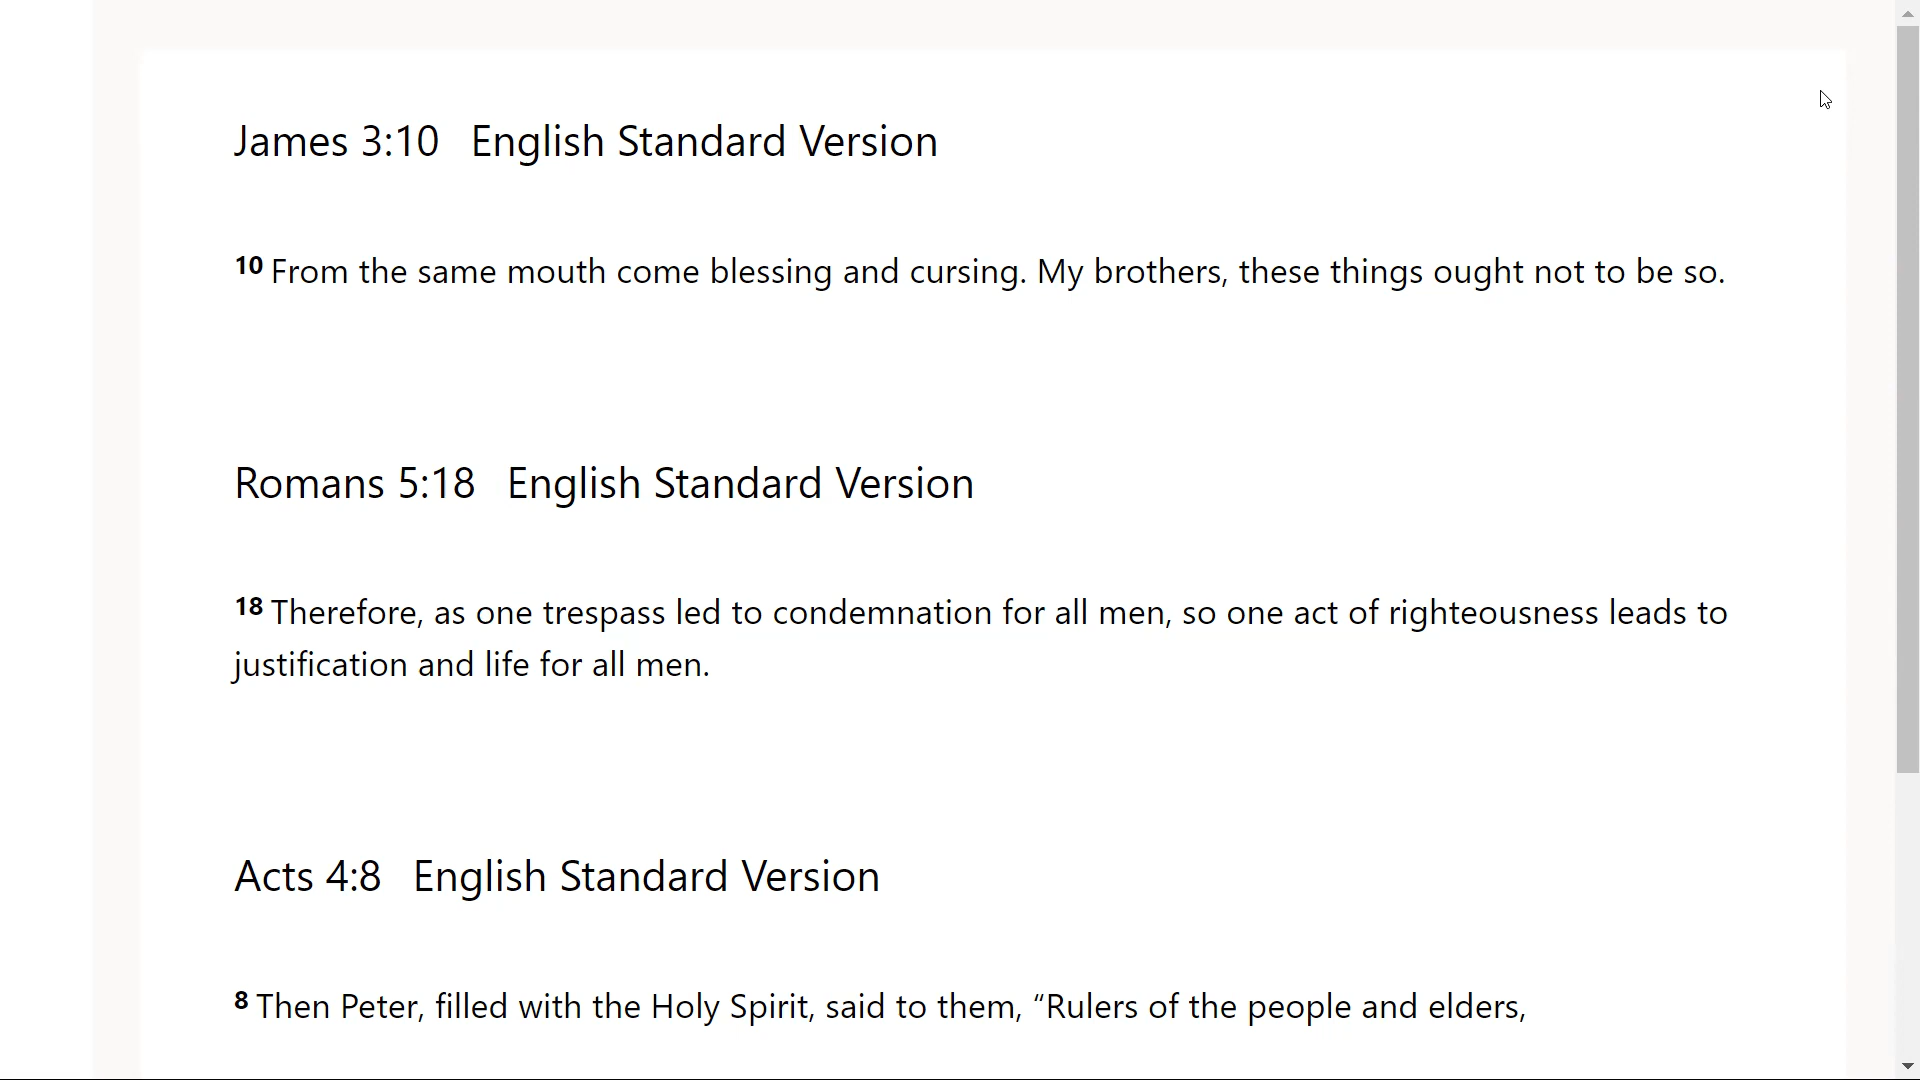 James 3:10 English Standard Version
10 From the same mouth come blessing and cursing. My brothers, these things ought not to be so.
Romans 5:18 English Standard Version
18 Therefore, as one trespass led to condemnation for all men, so one act of righteousness leads to
justification and life for all men.
Acts 4:8 English Standard Version
8 Then Peter, filled with the Holy Spirit, said to them, “Rulers of the people and elders,